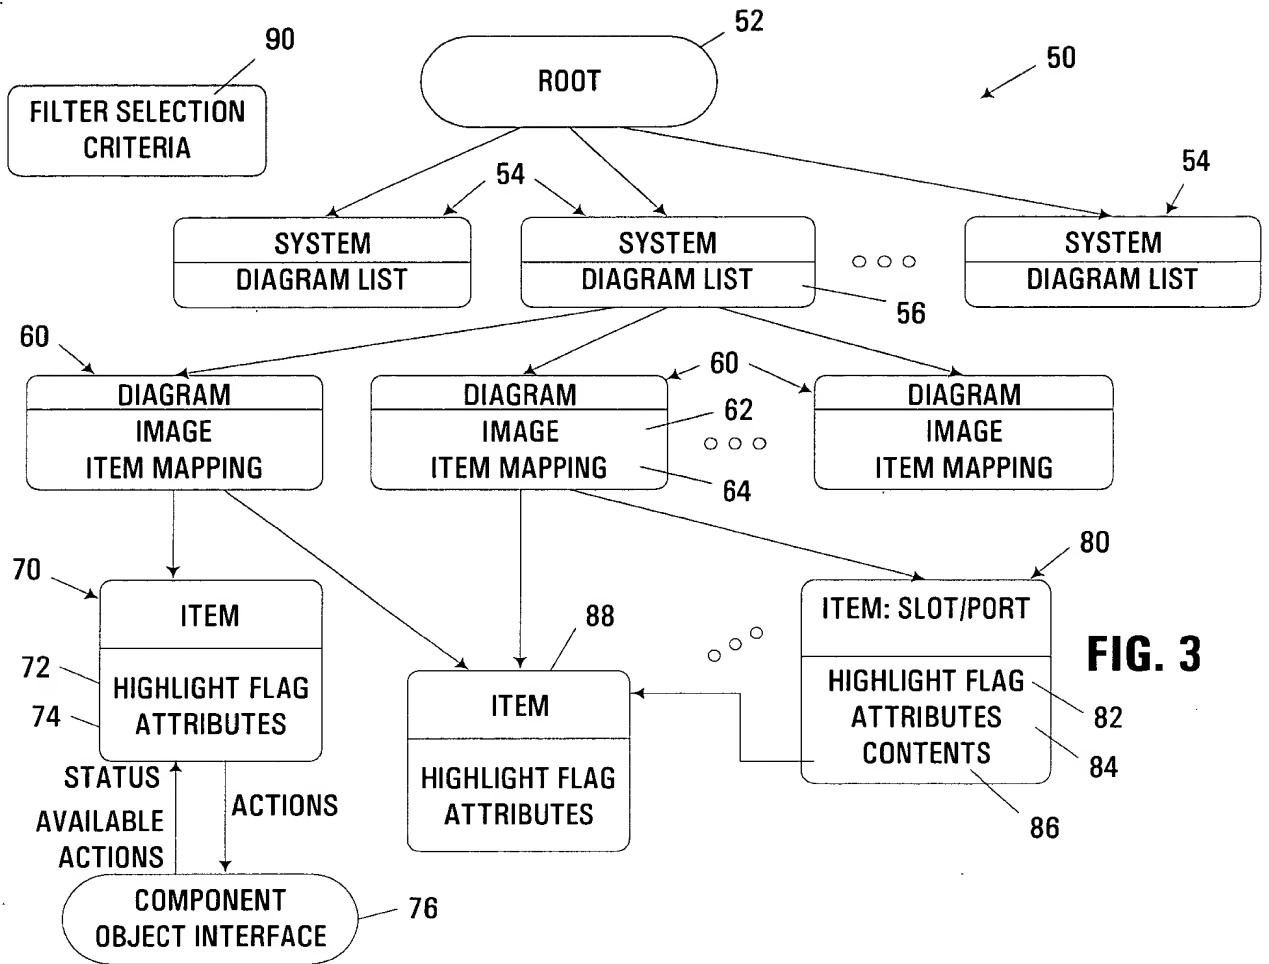 52
90
50
ROOT
FILTER SELECTION
CRITERIA
54
54
SYSTEM
DIAGRAM LIST
SYSTEM
DIAGRAM LIST
SYSTEM
DIAGRAM LIST
56
60
60
DIAGRAM
IMAGE
ITEM MAPPING
DIAGRAM
IMAGE
ITEM MAPPING
62
64
DIAGRAM
IMAGE
ITEM MAPPING
70
ITEM
72
HIGHLIGHT FLAG
74
ATTRIBUTES
88
ITEM
HIGHLIGHT FLAG
ATTRIBUTES
80
ITEM: SLOT/PORT
HIGHLIGHT FLAG
ATTRIBUTES
CONTENTS
82
84
86
FIG. 3
STATUS
AVAILABLE
ACTIONS
ACTIONS
COMPONENT
OBJECT INTERFACE
76